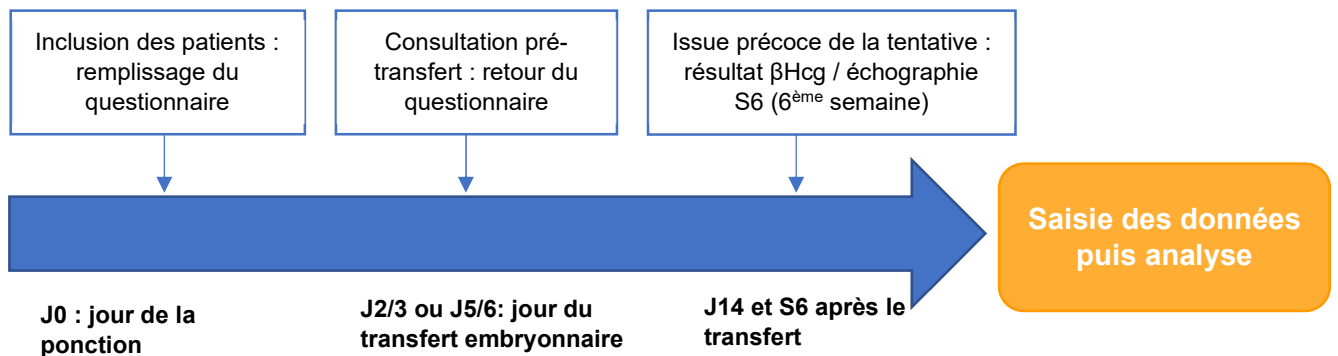 Inclusion des patients :
remplissage du
questionnaire
Consultation pré-
transfert : retour du
questionnaire
Issue précoce de la tentative :
résultat βHcg / échographie
S6 (6ème semaine)
Saisie des données
puis analyse
J0 : jour de la
ponction
J2/3 ou J5/6: jour du
transfert embryonnaire
J14 et S6 après le
transfert